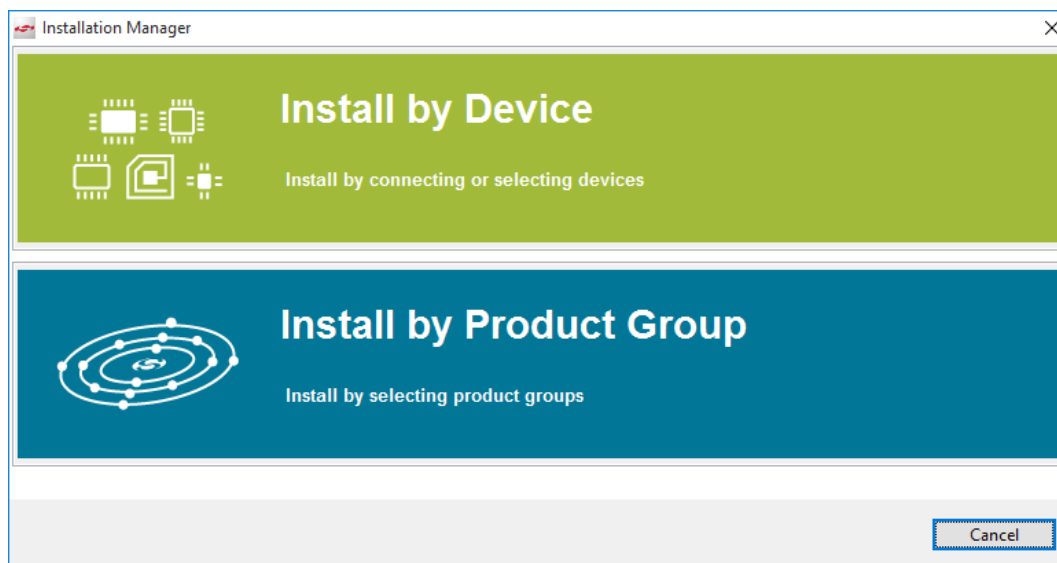 Installation Manager
Install by Device
Install by connecting or selecting devices
Install by Product Group
Install by selecting product groups
Cancel